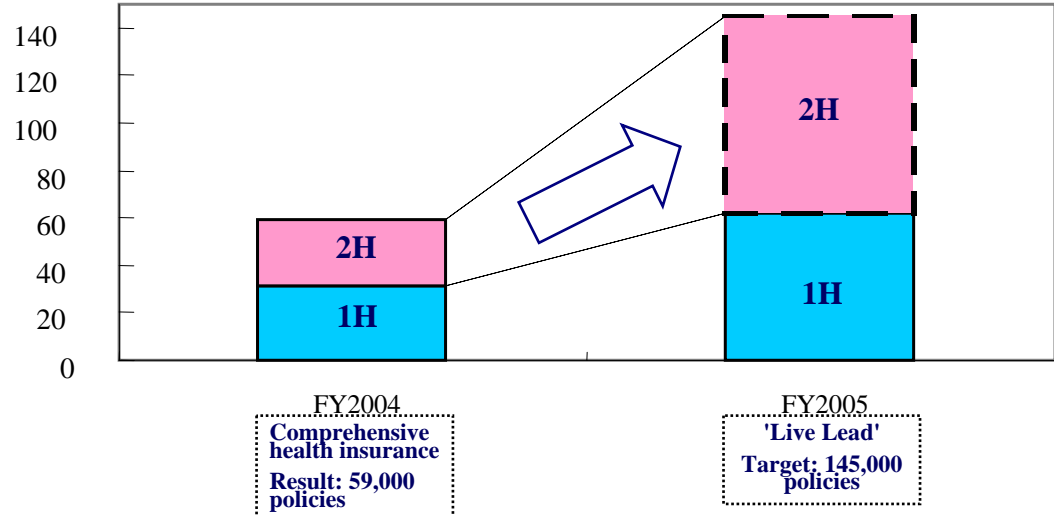 140
120
100
80
60
40
20
0
2H
1H
2H
1H
FY2004
FY2005
Comprehensive
health insurance
Result: 59,000
policies
'Live Lead'
Target: 145,000
policies